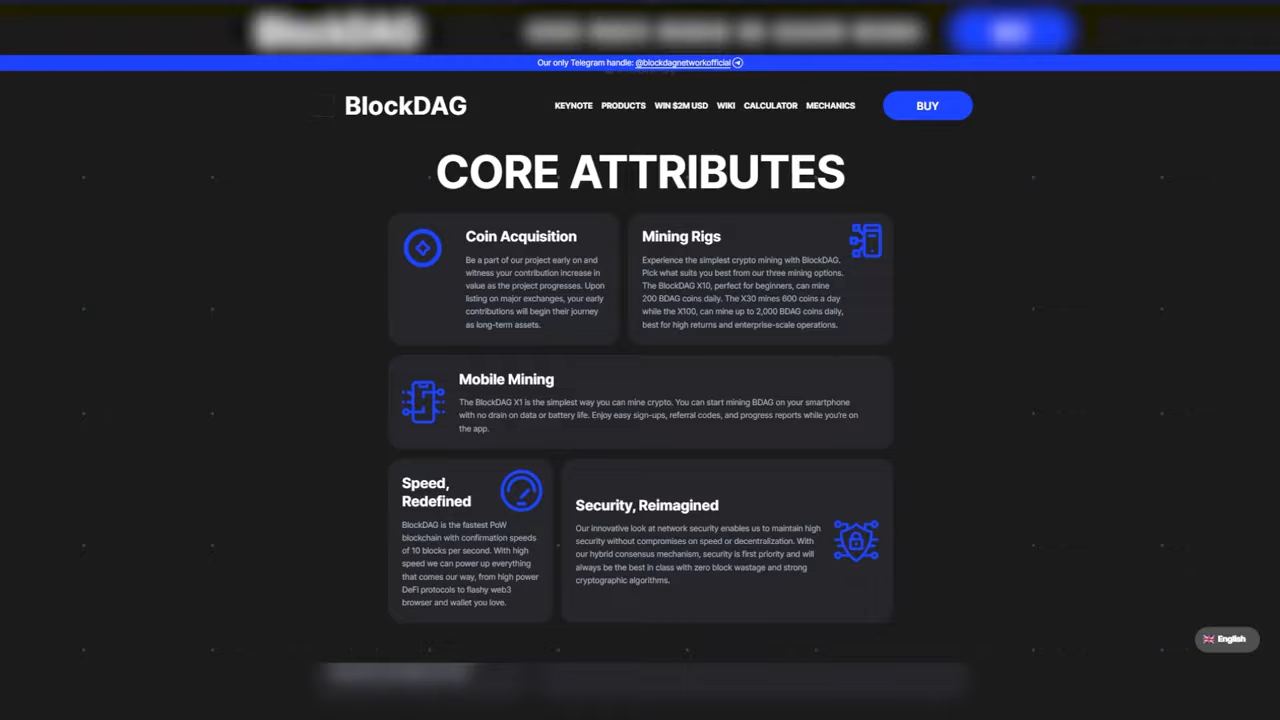 Our only Telegram handle: @blockdagnetworkofficial
BlockDAG
KEYNOTE PRODUCTS WIN $2M USD WIKI CALCULATOR MECHANICS
BUY
CORE ATTRIBUTES
Coin Acquisition
Be a part of our project early on and
witness your contribution increase in
value as the project progresses. Upon
listing on major exchanges, your early
contributions will begin their journey
as long-term assets.
Mining Rigs
Experience the simplest crypto mining with BlockDAG.
Pick what suits you best from our three mining options.
The BlockDAG X10, perfect for beginners, can mine
200 BDAG coins daily. The X30 mines 600 coins a day
while the X100, can mine up to 2,000 BDAG coins daily,
best for high returns and enterprise-scale operations.
Mobile Mining
The BlockDAG X1 is the simplest way you can mine crypto. You can start mining BDAG on your smartphone
with no drain on data or battery life. Enjoy easy sign-ups, referral codes, and progress reports while you're on
the app.
Speed,
Redefined
BlockDAG is the fastest PoW
blockchain with confirmation speeds
of 10 blocks per second. With high
speed we can power up everything
that comes our way, from high power
DeFi protocols to flashy web3
browser and wallet you love.
Security, Reimagined
Our innovative look at network security enables us to maintain high
security without compromises on speed or decentralization. With
our hybrid consensus mechanism, security is first priority and will
always be the best in class with zero block wastage and strong
cryptographic algorithms.
English